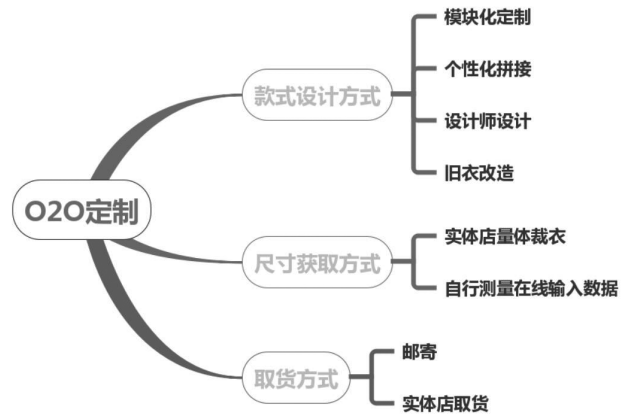 O2O定制
款式设计方式
模块化定制
个性化拼接
设计师设计
旧衣改造
尺寸获取方式
实体店量体裁衣
自行测量在线输入数据
取货方式
邮寄
实体店取货